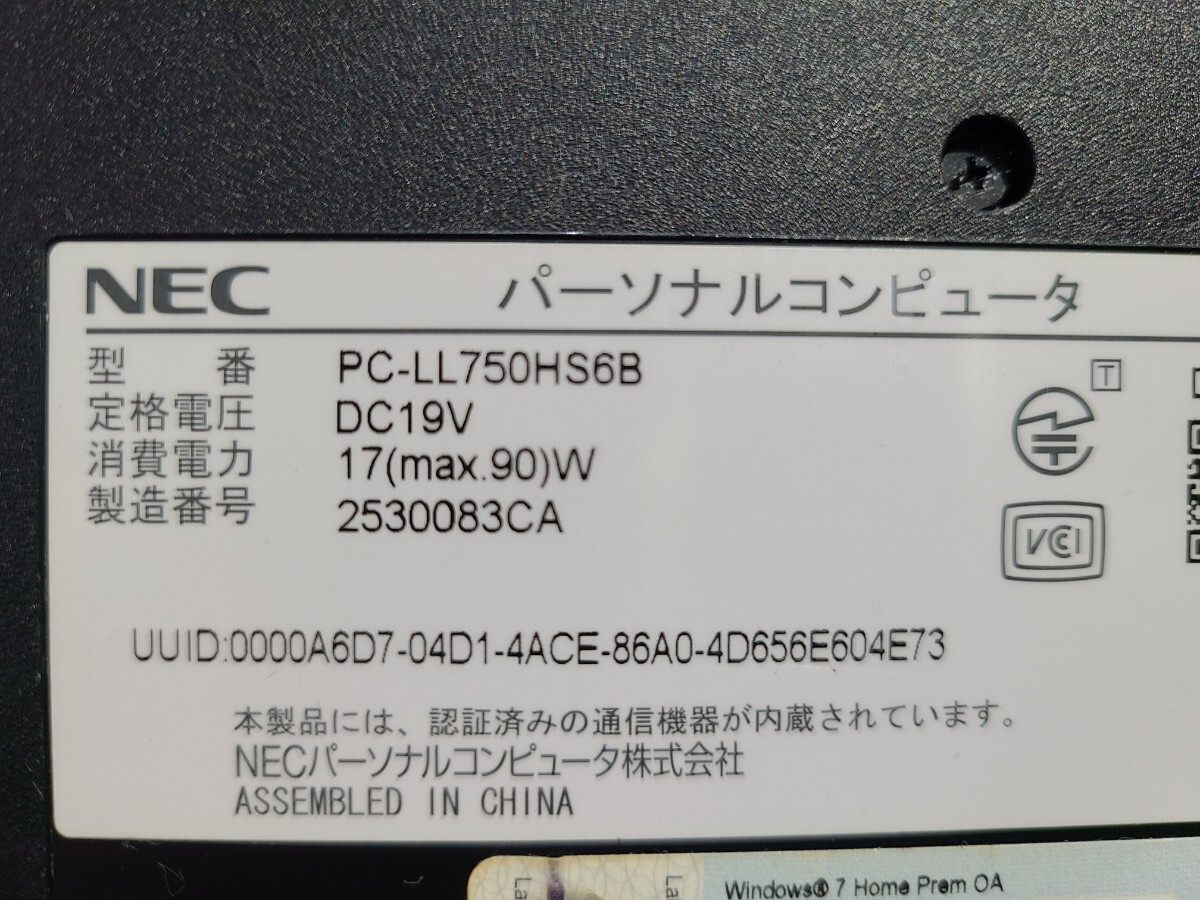 NEC パーソナルコンピュータ
型番 PC-LL750HS6B
定格電圧 DC19V
消費電力 17(max.90)W
製造番号 2530083CA
T
VCI
UUID:0000A6D7-04D1-4ACE-86A0-4D656E604E73
本製品には、認証済みの通信機器が内蔵されています。
NECパーソナルコンピュータ株式会社
ASSEMBLED IN CHINA
La
La
Windows® 7 Home Prem OA